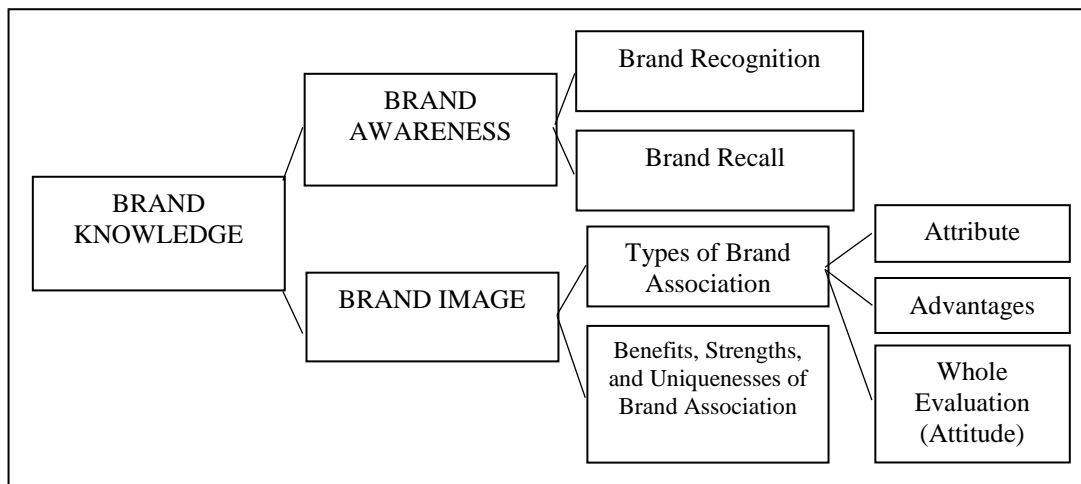 BRAND
KNOWLEDGE
BRAND
AWARENESS
Brand Recognition
Brand Recall
BRAND IMAGE
Types of Brand
Association
Attribute
Advantages
Whole
Evaluation
(Attitude)
Benefits, Strengths,
and Uniquenesses of
Brand Association